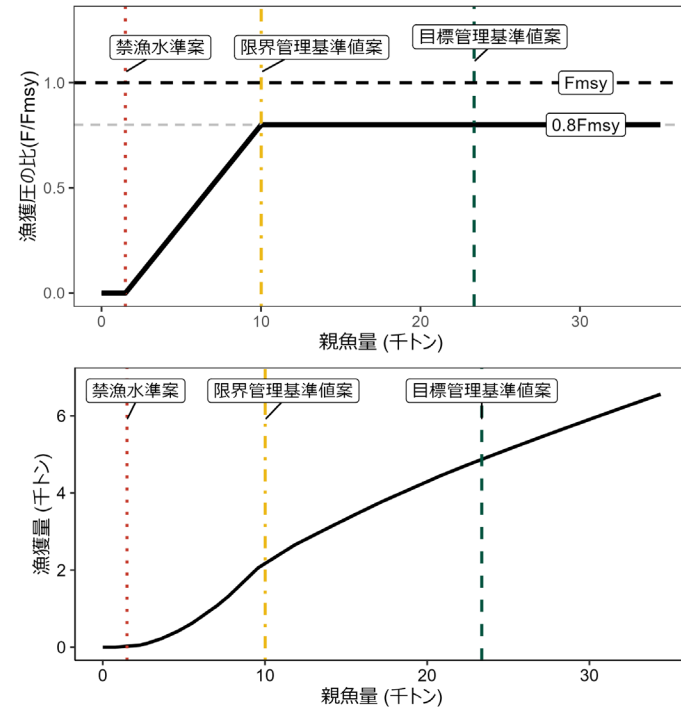 禁漁水準案
限界管理基準値案
目標管理基準値案
漁獲圧の比(F/Fmsy)
1.0
Fmsy
0.8Fmsy
0.5
0.0
0
10
20
30
親魚量 (千トン)
禁漁水準案
限界管理基準値案
目標管理基準値案
漁獲量 (千トン)
6
4
2
0
0
10
20
30
親魚量 (千トン)